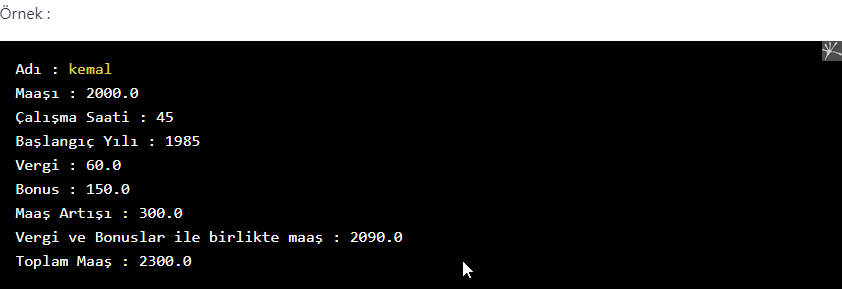 Örnek :
Adı : kemal
Maaşı : 2000.0
Çalışma Saati : 45
Başlangıç Yılı : 1985
Vergi : 60.0
Bonus : 150.0
Maaş Artışı : 300.0
Vergi ve Bonuslar ile birlikte maaş : 2090.0
Toplam Maaş : 2300.0